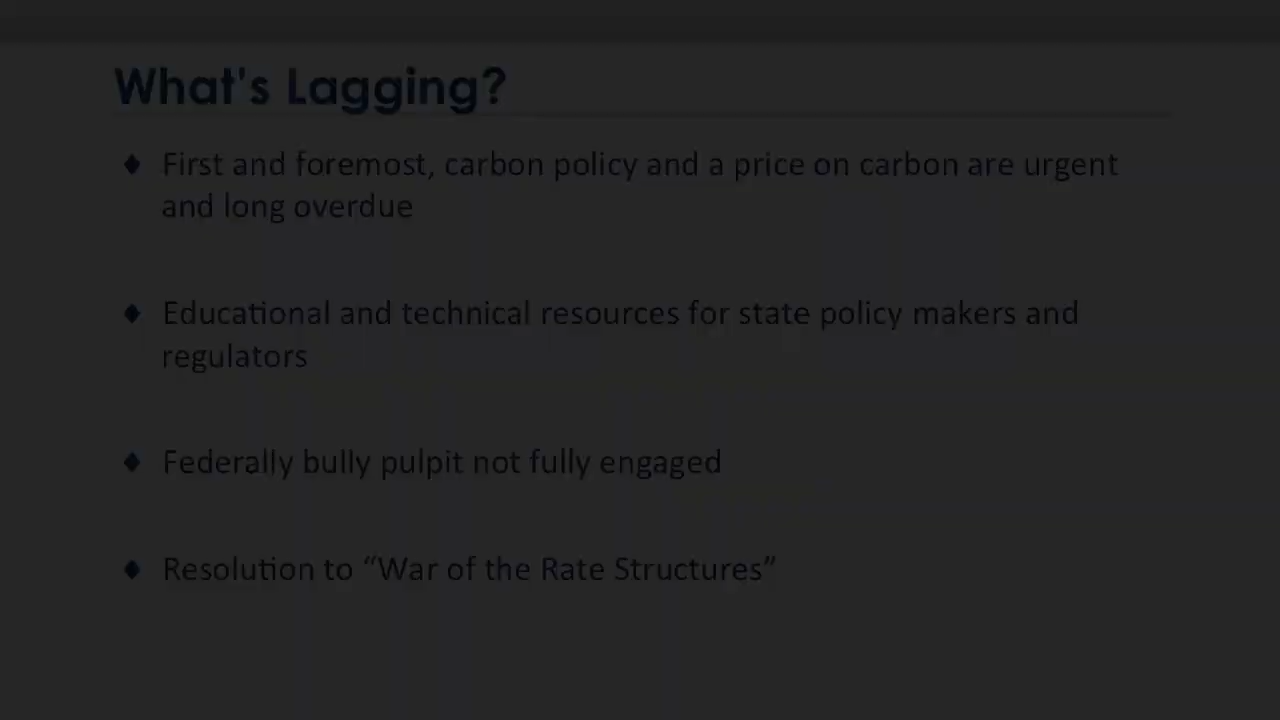 What's Lagging?
♦ First and foremost, carbon policy and a price on carbon are urgent
and long overdue
♦ Educational and technical resources for state policy makers and
regulators
♦ Federally bully pulpit not fully engaged
♦ Resolution to “War of the Rate Structures”